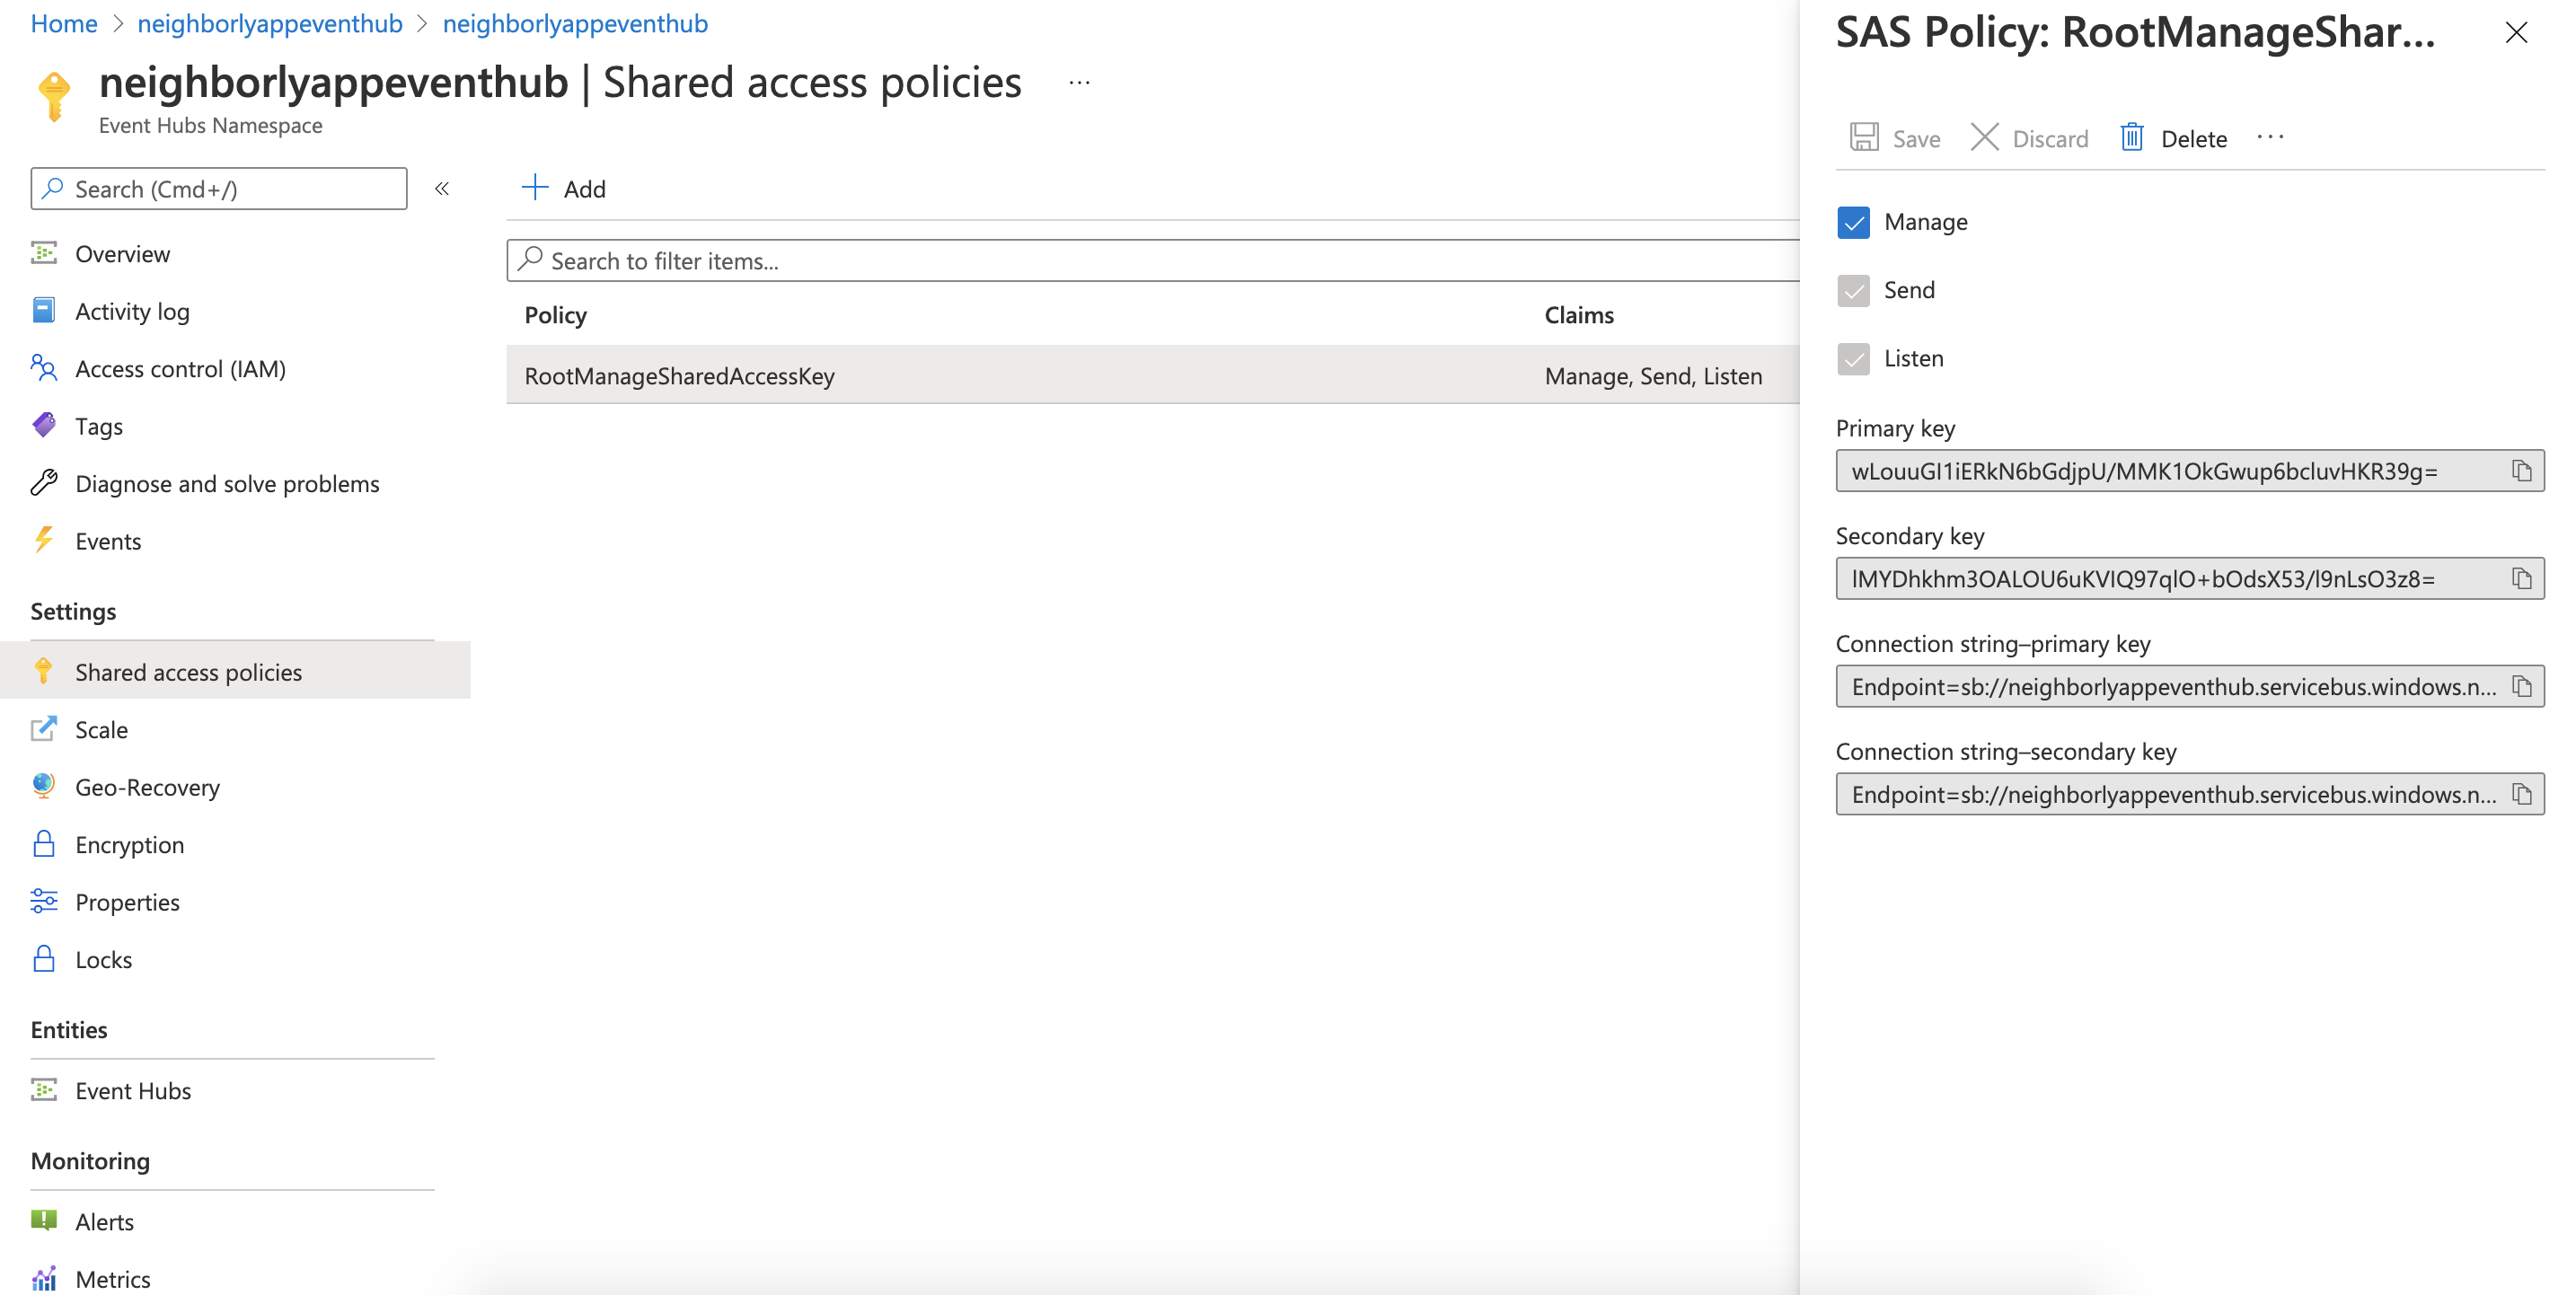 Home > neighborlyappeventhub > neighborlyappeventhub
neighborlyappeventhub | Shared access policies ...
Event Hubs Namespace
Search (Cmd+/) «
Overview
Activity log
Access control (IAM)
Tags
Diagnose and solve problems
Events
Settings
Shared access policies
Scale
Geo-Recovery
Encryption
Properties
Locks
Entities
Event Hubs
Monitoring
Alerts
Metrics
+ Add
Search to filter items...
Policy Claims
RootManageSharedAccessKey Manage, Send, Listen
SAS Policy: RootManageShar...
Save Discard Delete ...
Manage
Send
Listen
Primary key
wLouuGI1iERkN6bGdjpU/MMK1OkGwup6bcluvHKR39g=
Secondary key
lMYDhkhm3OALOU6uKVIQ97qlO+bOdsX53/l9nLsO3z8=
Connection string–primary key
Endpoint=sb://neighborlyappeventhub.servicebus.windows.n...
Connection string–secondary key
Endpoint=sb://neighborlyappeventhub.servicebus.windows.n...